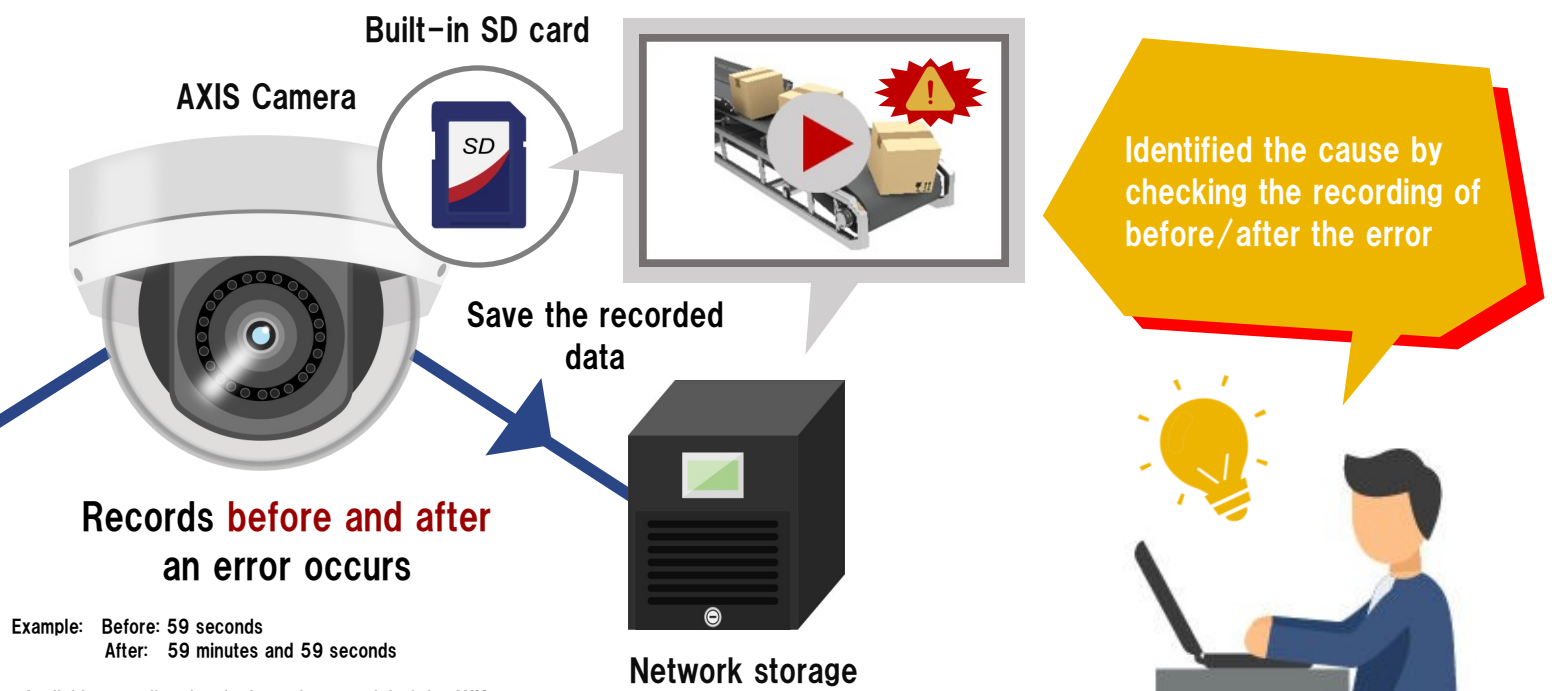 Built-in SD card
AXIS Camera
SD
Identified the cause by
checking the recording of
before/after the error
Save the recorded
data
Records before and after
an error occurs
Example: Before: 59 seconds
After: 59 minutes and 59 seconds
Network storage